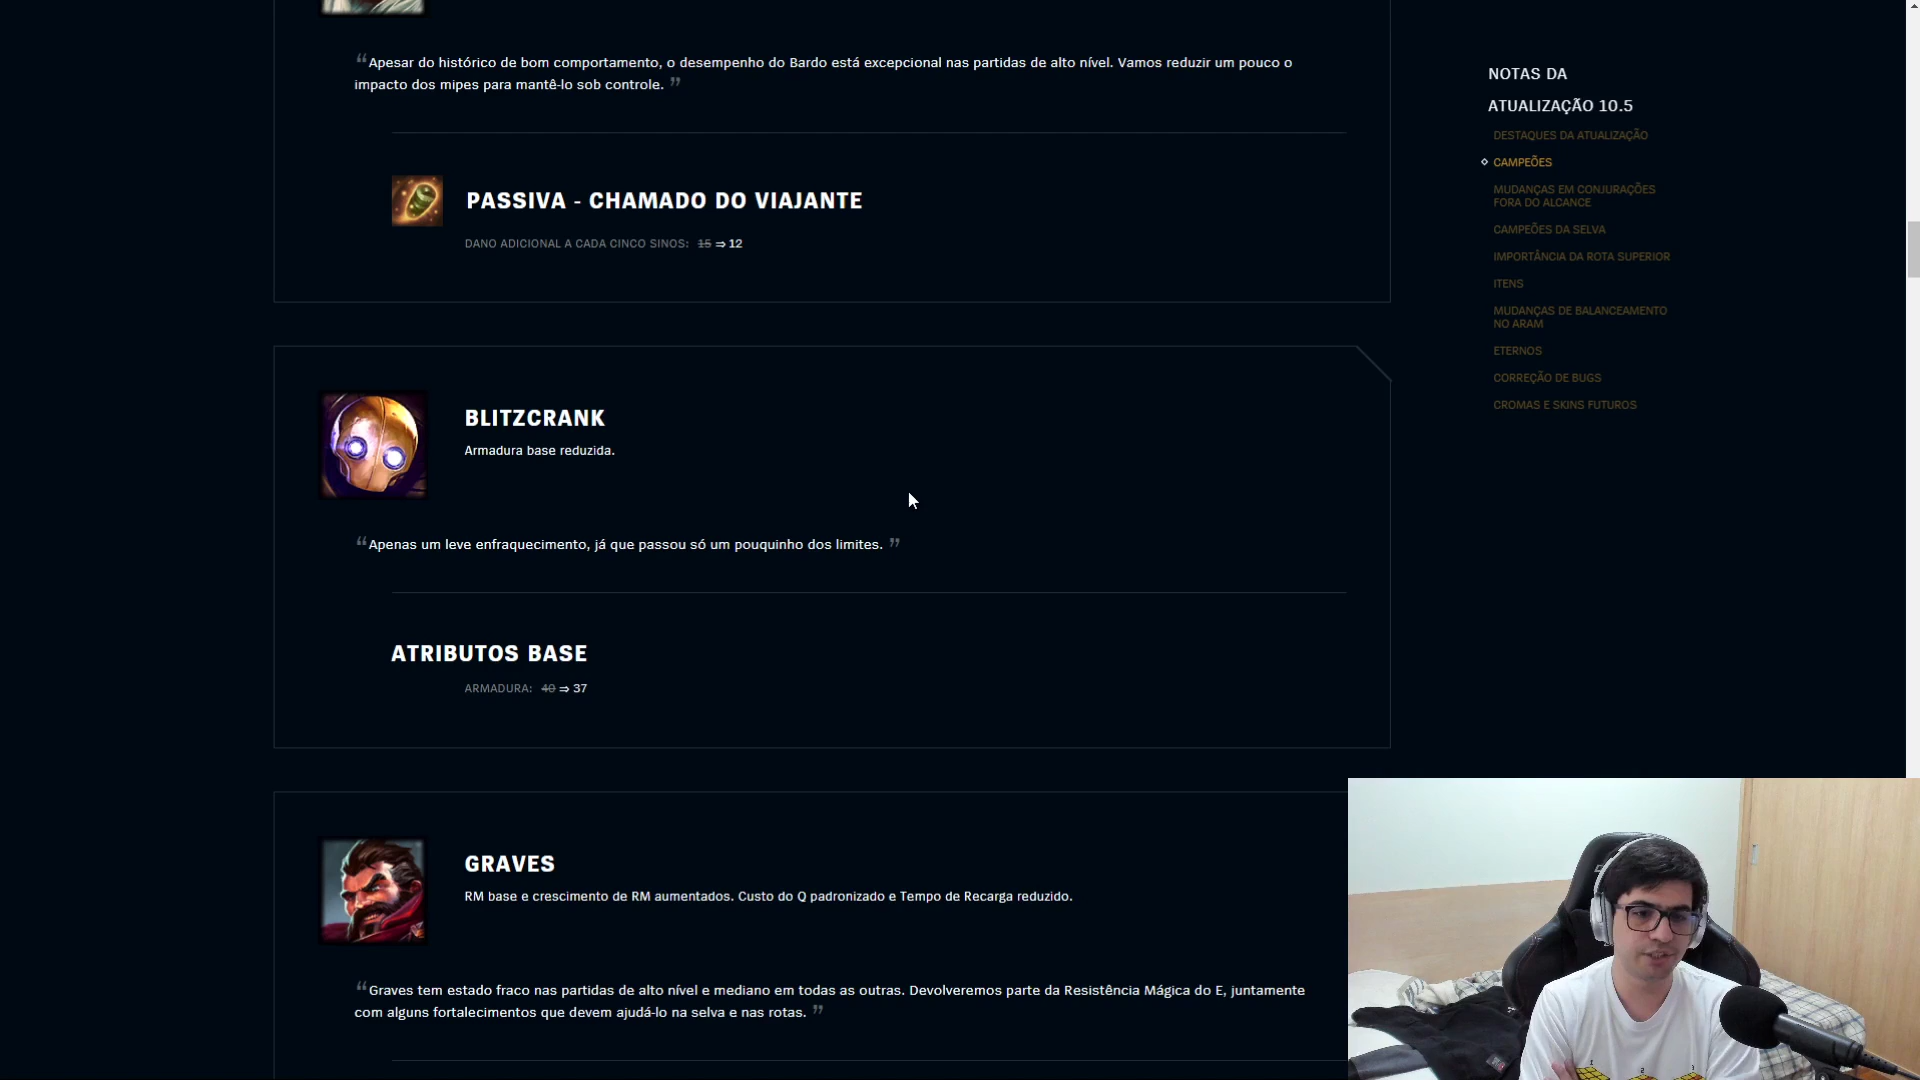 “Apesar do histórico de bom comportamento, o desempenho do Bardo está excepcional nas partidas de alto nível. Vamos reduzir um pouco o
impacto dos mipes para mantê-lo sob controle. ”
PASSIVA - CHAMADO DO VIAJANTE
DANO ADICIONAL A CADA CINCO SINOS: 15 ⇒ 12
BLITZCRANK
Armadura base reduzida.
“Apenas um leve enfraquecimento, já que passou só um pouquinho dos limites. ”
ATRIBUTOS BASE
ARMADURA: 40 ⇒ 37
GRAVES
RM base e crescimento de RM aumentados. Custo do Q padronizado e Tempo de Recarga reduzido.
“Graves tem estado fraco nas partidas de alto nível e mediano em todas as outras. Devolveremos parte da Resistência Mágica do E, juntamente
com alguns fortalecimentos que devem ajudá-lo na selva e nas rotas. ”
NOTAS DA
ATUALIZAÇÃO 10.5
DESTAQUES DA ATUALIZAÇÃO
CAMPEÕES
MUDANÇAS EM CONJURAÇÕES
FORA DO ALCANCE
CAMPEÕES DA SELVA
IMPORTÂNCIA DA ROTA SUPERIOR
ITENS
MUDANÇAS DE BALANCEAMENTO
NO ARAM
ETERNOS
CORREÇÃO DE BUGS
CROMAS E SKINS FUTUROS
1 2 3